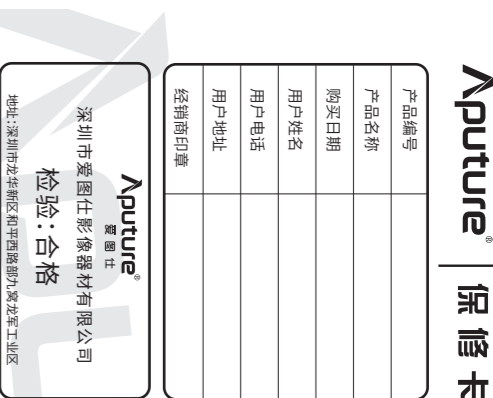 Aputure® | 保修卡
产品编号
产品名称
购买日期
用户姓名
用户电话
用户地址
经销商印章
Aputure®
爱图仕
深圳市爱图仕影像器材有限公司
检验:合格
地址:深圳市龙华新区和平西路部九窝龙军工业区